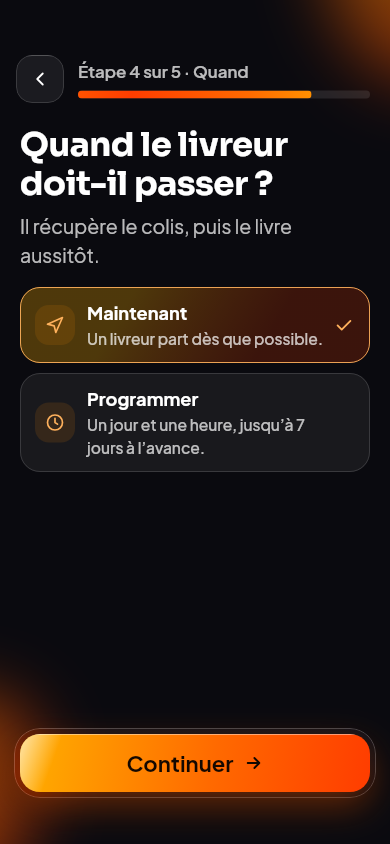 Étape 4 sur 5 · Quand
Quand le livreur
doit-il passer ?
Il récupère le colis, puis le livre
aussitôt.
Maintenant
Un livreur part dès que possible.
Programmer
Un jour et une heure, jusqu’à 7
jours à l’avance.
Continuer →